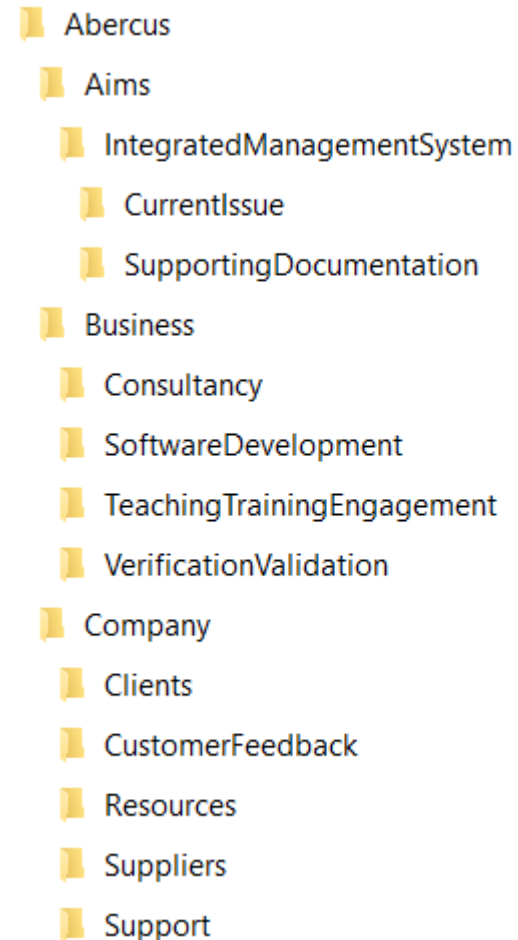 Abercus
Aims
IntegratedManagementSystem
CurrentIssue
SupportingDocumentation
Business
Consultancy
SoftwareDevelopment
TeachingTrainingEngagement
VerificationValidation
Company
Clients
CustomerFeedback
Resources
Suppliers
Support